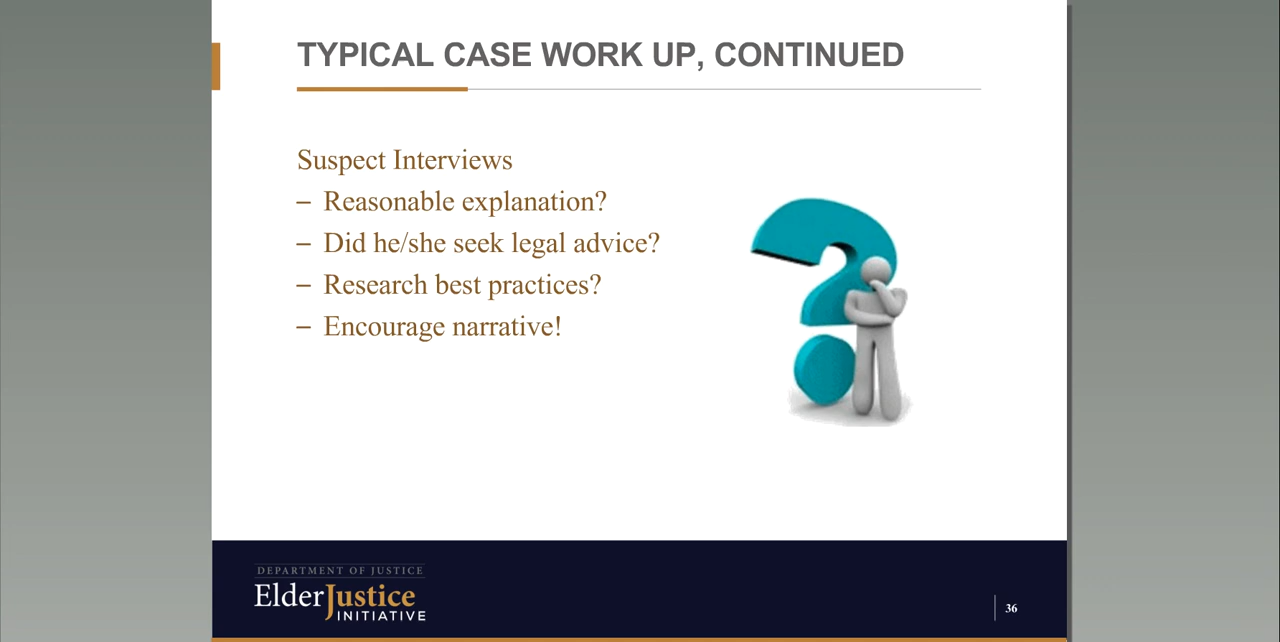 TYPICAL CASE WORK UP, CONTINUED
Suspect Interviews
– Reasonable explanation?
– Did he/she seek legal advice?
– Research best practices?
– Encourage narrative!
DEPARTMENT OF JUSTICE
ElderJustice
INITIATIVE
36